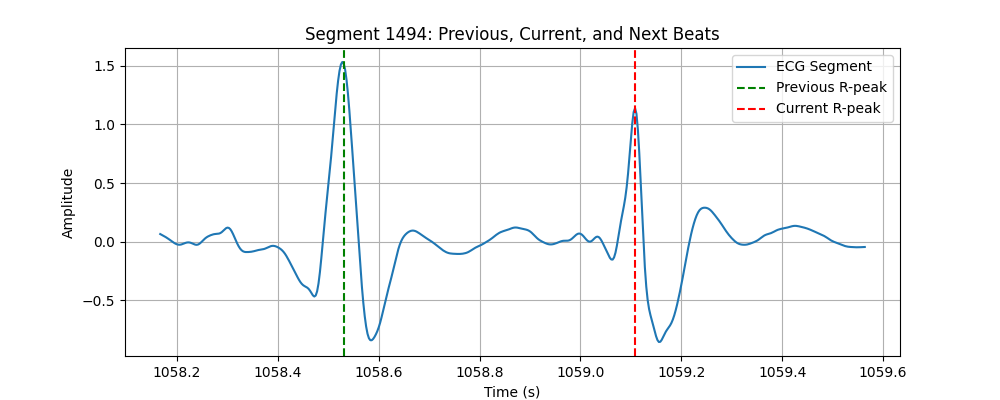 Segment 1494: Previous, Current, and Next Beats
ECG Segment
Previous R-peak
Current R-peak
1.5
1.0
0.5
0.0
−0.5
Amplitude
1058.2 1058.4 1058.6 1058.8 1059.0 1059.2 1059.4 1059.6
Time (s)